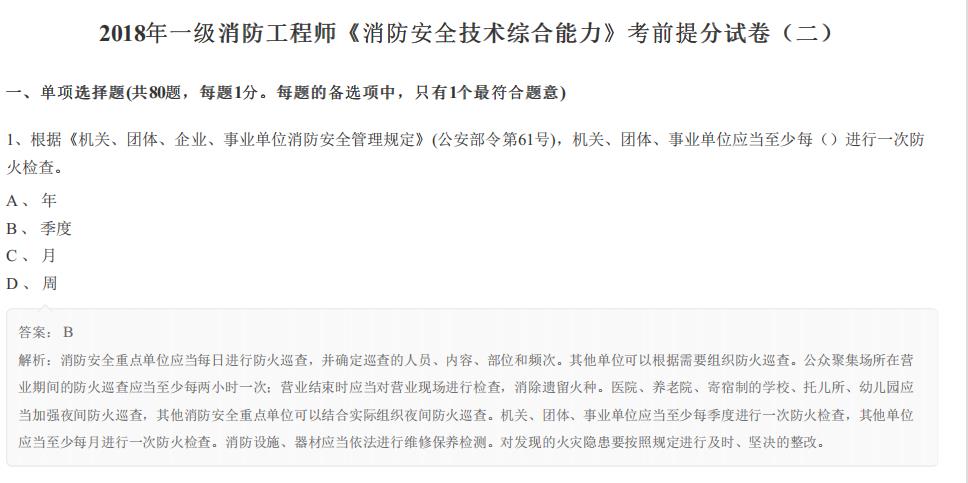 2018年一级消防工程师《消防安全技术综合能力》考前提分试卷（二）
一、单项选择题(共80题，每题1分。每题的备选项中，只有1个最符合题意)
1、根据《机关、团体、企业、事业单位消防安全管理规定》(公安部令第61号)，机关、团体、事业单位应当至少每（）进行一次防
火检查。
A 、 年
B 、 季度
C 、 月
D 、 周
答案： B
解析：消防安全重点单位应当每日进行防火巡查，并确定巡查的人员、内容、部位和频次。其他单位可以根据需要组织防火巡查。公众聚集场所在营
业期间的防火巡查应当至少每两小时一次；营业结束时应当对营业现场进行检查，消除遗留火种。医院、养老院、寄宿制的学校、托儿所、幼儿园应
当加强夜间防火巡查，其他消防安全重点单位可以结合实际组织夜间防火巡查。机关、团体、事业单位应当至少每季度进行一次防火检查，其他单位
应当至少每月进行一次防火检查。消防设施、器材应当依法进行维修保养检测。对发现的火灾隐患要按照规定进行及时、坚决的整改。